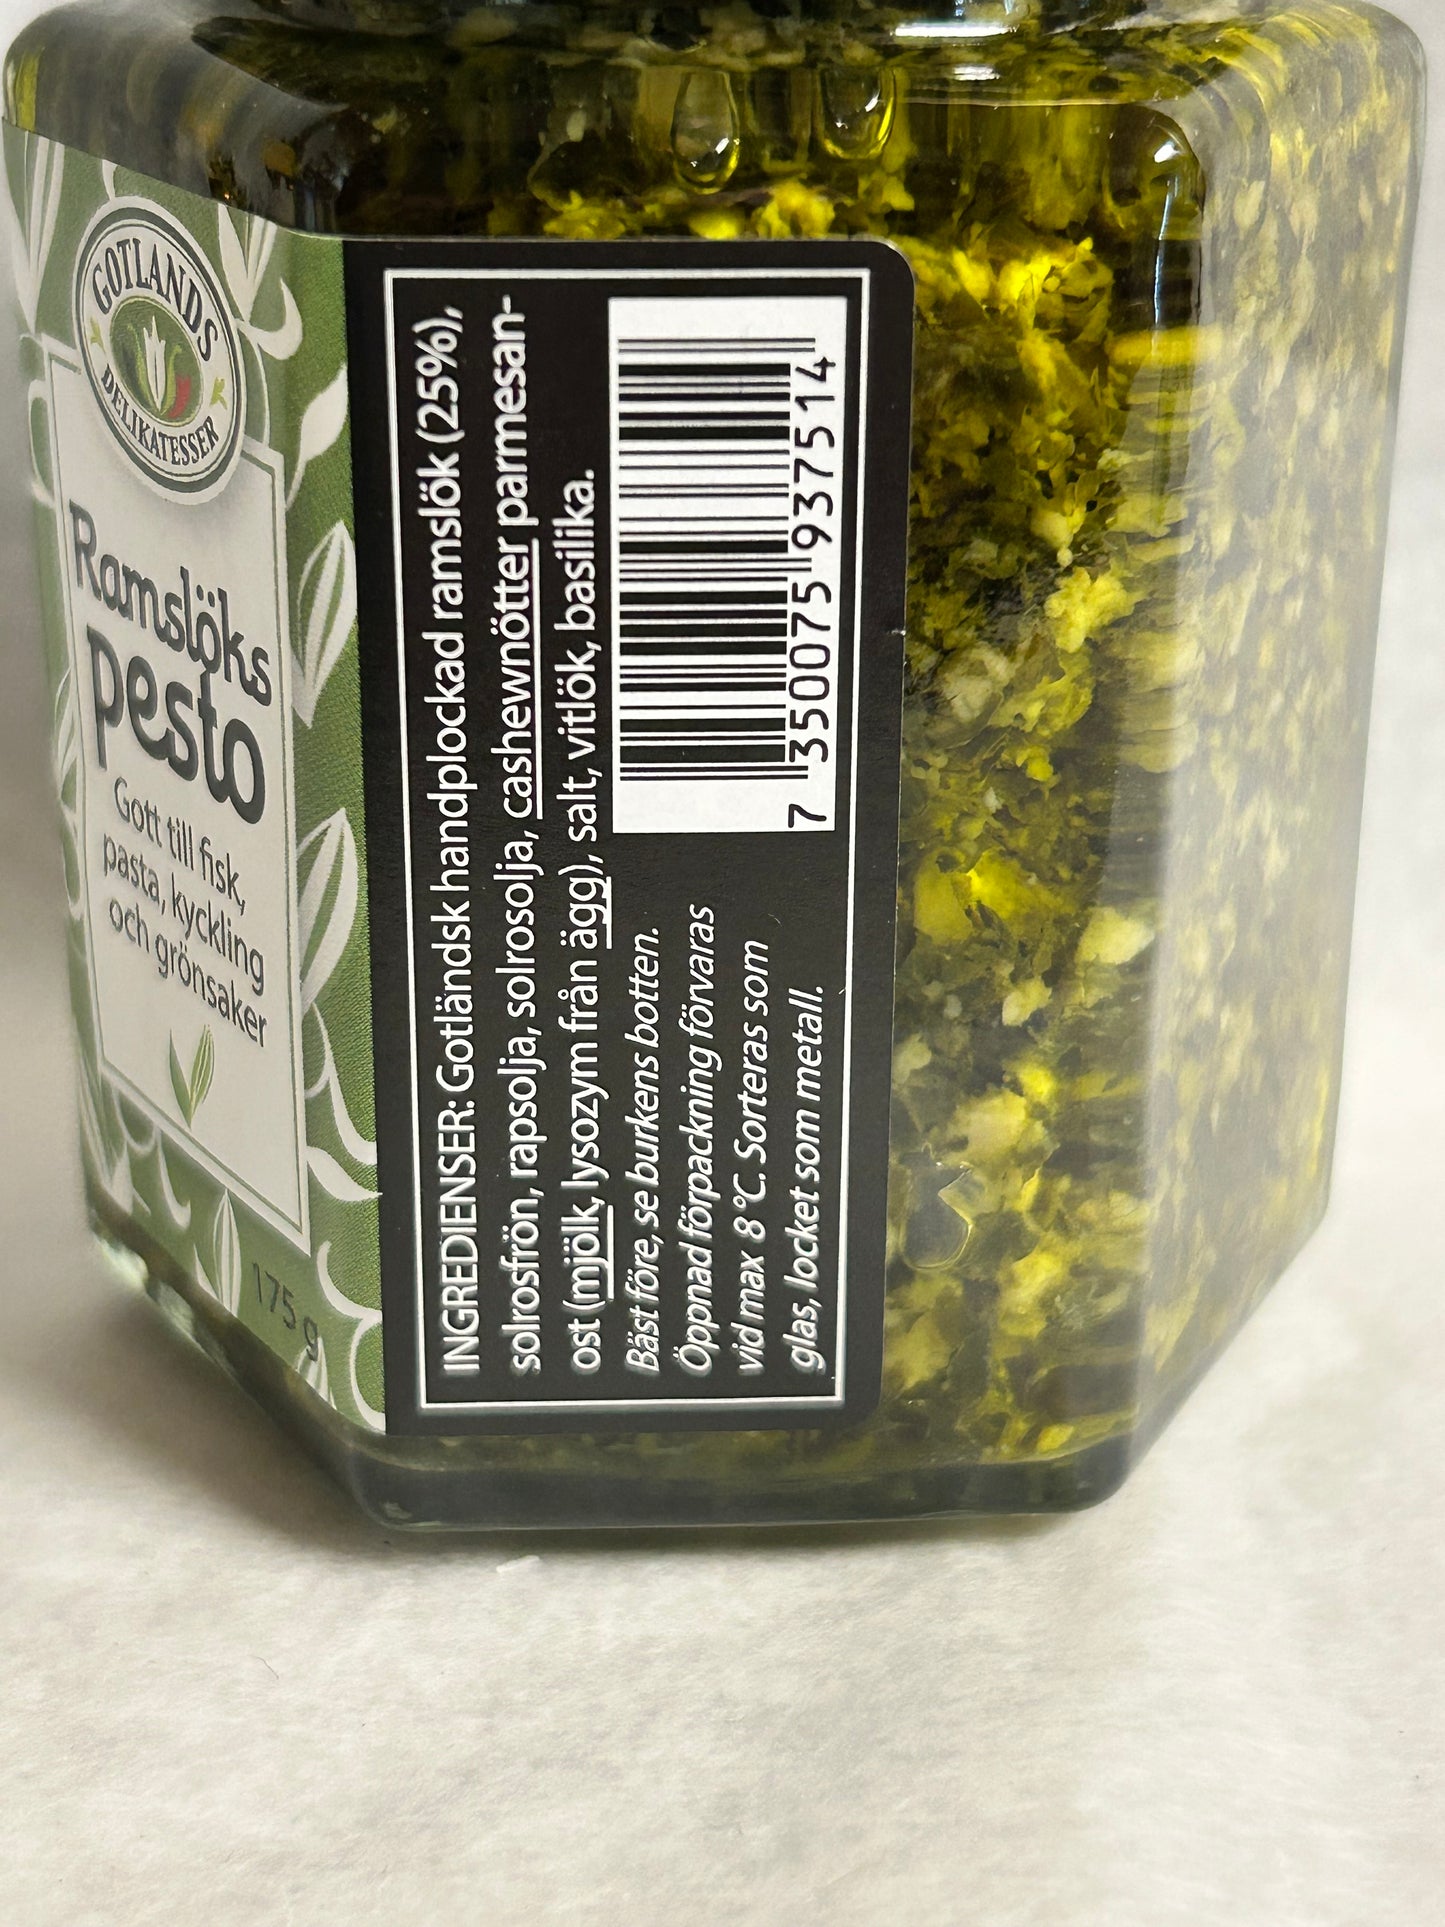 GOTLANDS
DELIKATESSER
Ramslöks
pesto
Gott till fisk,
pasta, kyckling
och grönsaker
175 g
INGREDIENSER: Gotländsk handplockad ramslök (25%),
solrosfrön, rapsolja, solrosolja, cashewnötter parmesan-
ost (mjölk, lysozym från ägg), salt, vitlök, basilika.
Bäst före, se burkens botten.
Öppnad förpackning förvaras
vid max 8 °C. Sorteras som
glas, locket som metall.
7 350075 937514